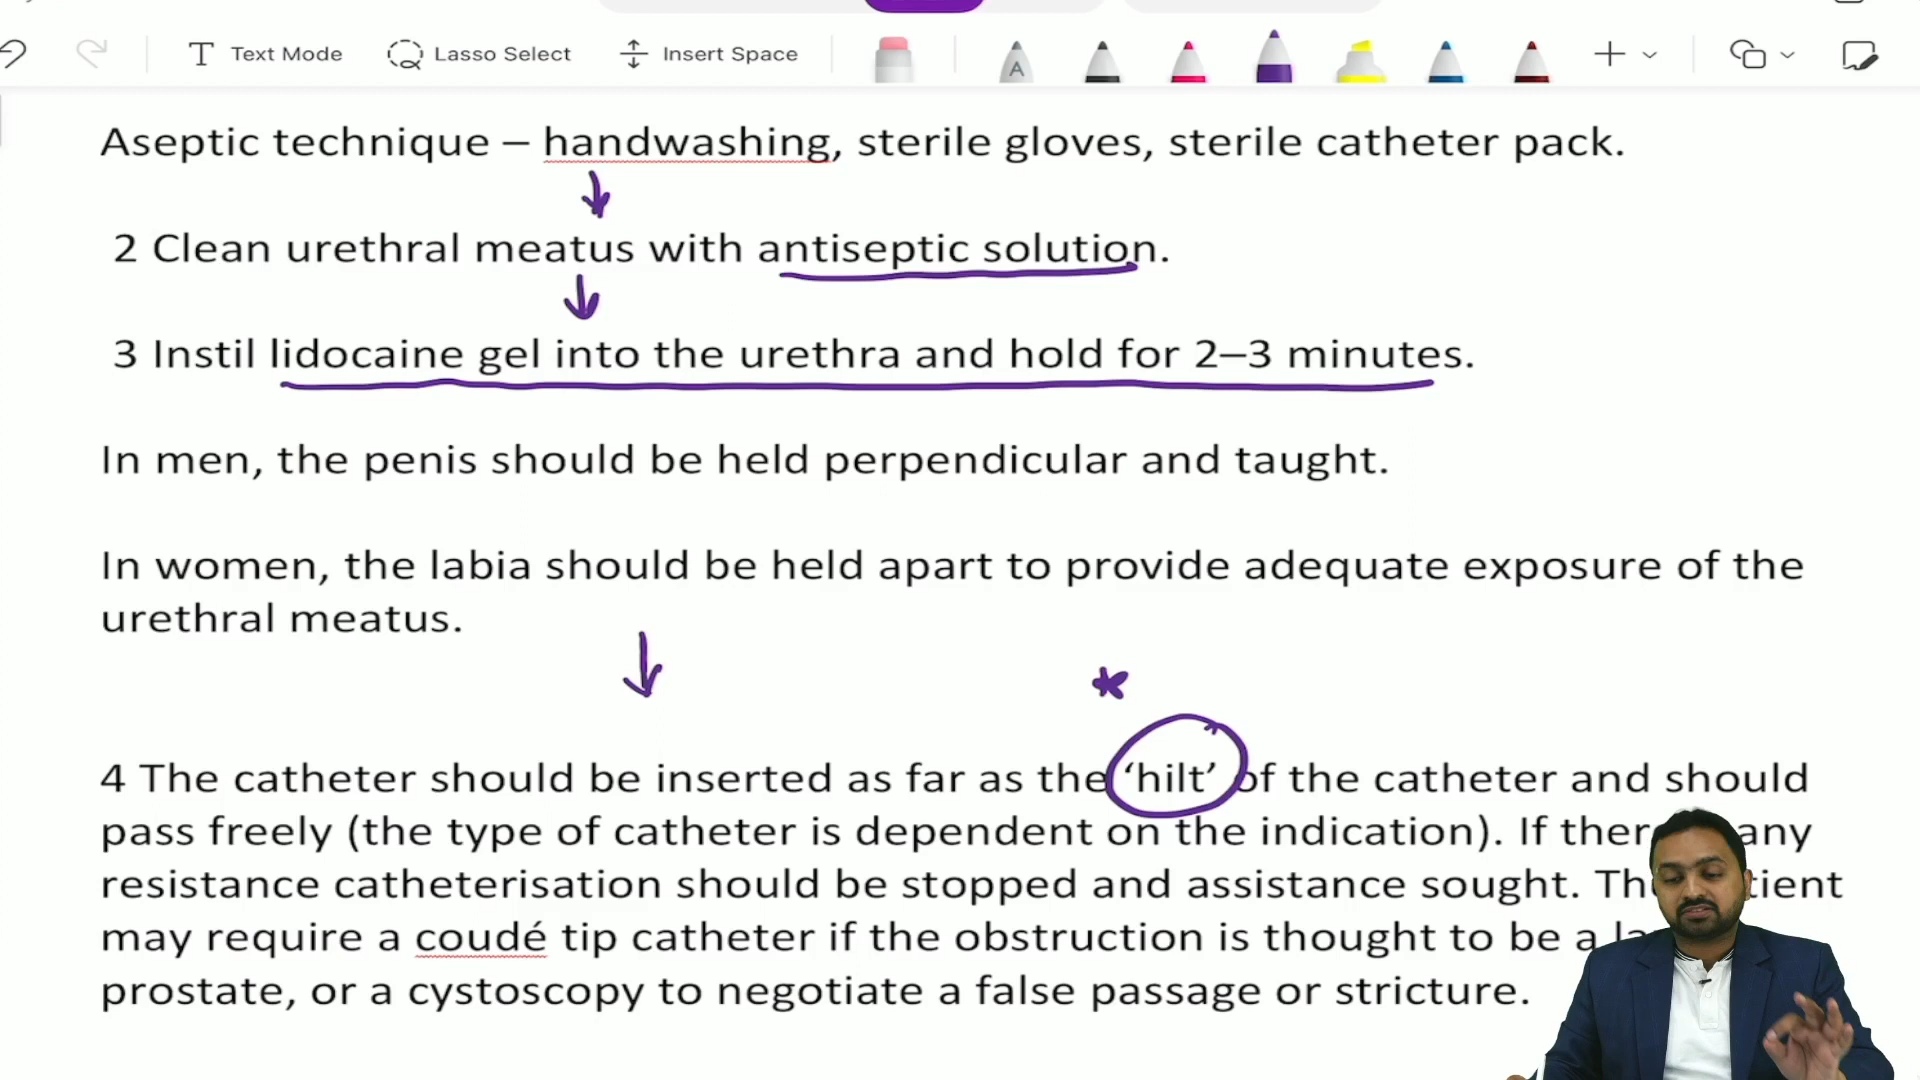 Text Mode Lasso Select Insert Space
A
Aseptic technique – handwashing, sterile gloves, sterile catheter pack.
2 Clean urethral meatus with antiseptic solution.
3 Instil lidocaine gel into the urethra and hold for 2–3 minutes.
In men, the penis should be held perpendicular and taught.
In women, the labia should be held apart to provide adequate exposure of the
urethral meatus.
*
4 The catheter should be inserted as far as the ‘hilt’ of the catheter and should
pass freely (the type of catheter is dependent on the indication). If any
resistance catheterisation should be stopped and assistance sought.
may require a coudé tip catheter if the obstruction is thought to be a
prostate, or a cystoscopy to negotiate a false passage or stricture.